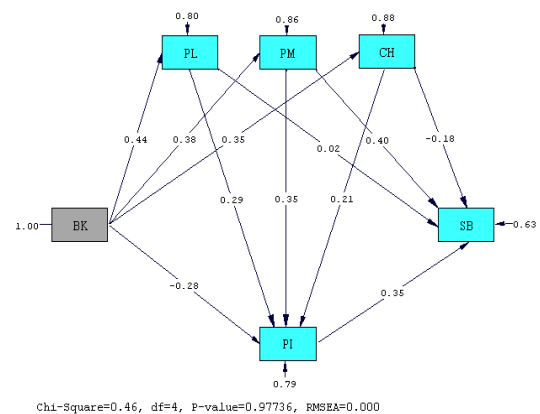 0.80
0.86
0.88
PL
PM
CH
0.44
0.38
0.35
0.02
0.40
-0.18
0.29
0.35
0.21
1.00
BK
SB
0.63
-0.28
0.35
PI
0.79
Chi-Square=0.46, df=4, P-value=0.97736, RMSEA=0.000